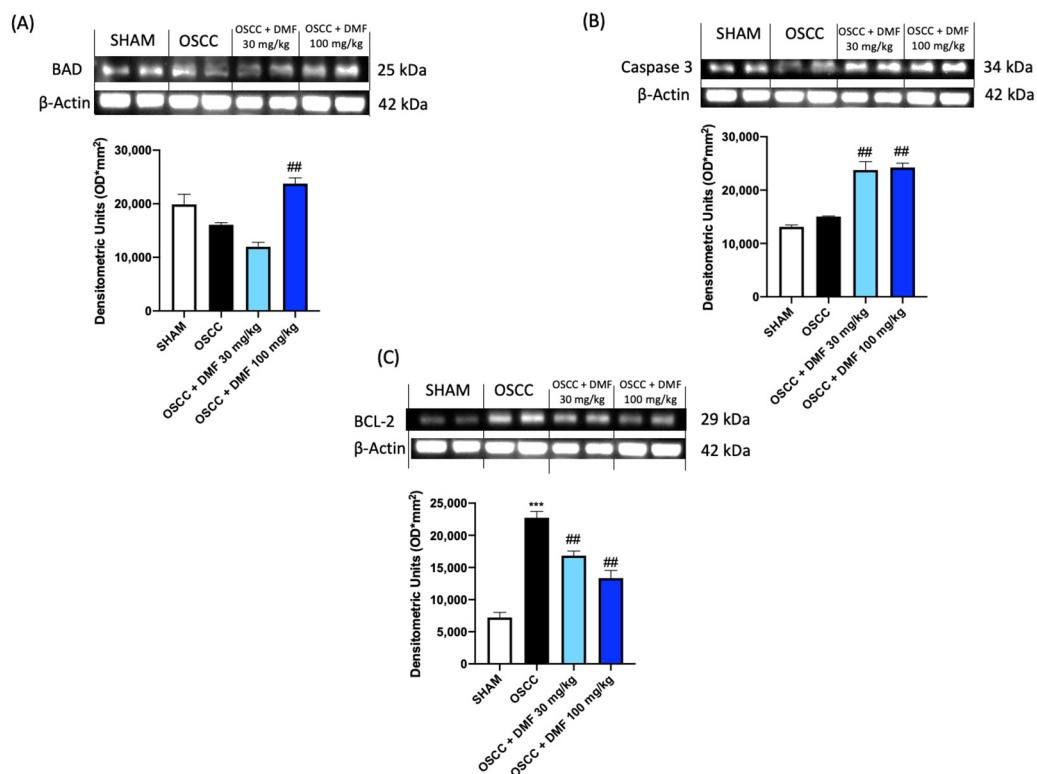 (A)
SHAM OSCC OSCC + DMF 30 mg/kg OSCC + DMF 100 mg/kg
BAD 25 kDa
β-Actin 42 kDa
Densitometric Units (OD*mm²)
30,000
20,000
10,000
0
##
SHAM
OSCC
OSCC + DMF 30 mg/kg
OSCC + DMF 100 mg/kg
(B)
SHAM OSCC OSCC + DMF 30 mg/kg OSCC + DMF 100 mg/kg
Caspase 3 34 kDa
β-Actin 42 kDa
Densitometric Units (OD*mm²)
30,000
20,000
10,000
0
## ##
SHAM
OSCC
OSCC + DMF 30 mg/kg
OSCC + DMF 100 mg/kg
(C)
SHAM OSCC OSCC + DMF 30 mg/kg OSCC + DMF 100 mg/kg
BCL-2 29 kDa
β-Actin 42 kDa
Densitometric Units (OD*mm²)
25,000
20,000
15,000
10,000
5,000
0
***
##
##
SHAM
OSCC
OSCC + DMF 30 mg/kg
OSCC + DMF 100 mg/kg